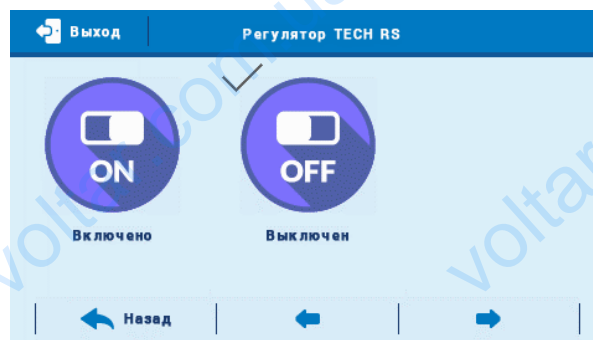 Выход
Регулятор TECH RS
ON
OFF
Включено
Выключен
Назад